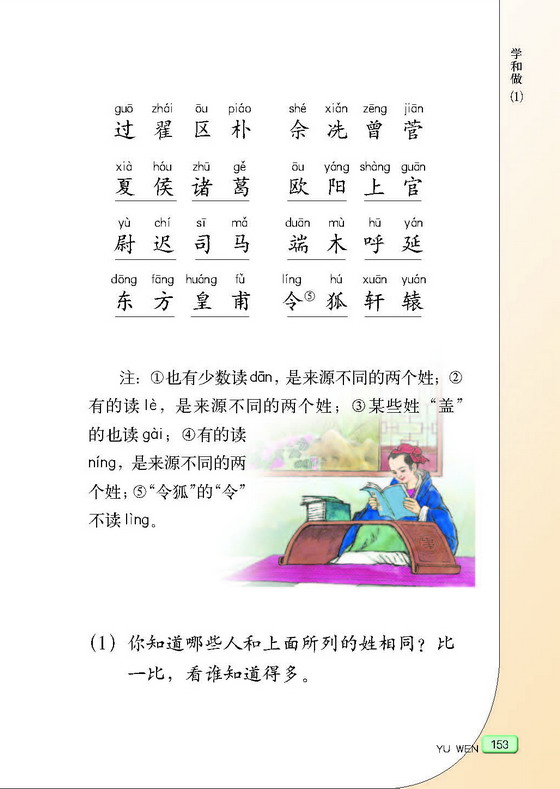 学和做(1)
guō zhái ōu piáo shé xiǎn zēng jiān
过 翟 区 朴 佘 冼 曾 菅
xià hóu zhū gě ōu yáng shàng guān
夏 侯 诸 葛 欧 阳 上 官
yù chí sī mǎ duān mù hū yán
尉 迟 司 马 端 木 呼 延
dōng fāng huáng fǔ líng hú xuān yuán
东 方 皇 甫 令⑤ 狐 轩 辕
注：①也有少数读dān，是来源不同的两个姓；②
有的读lè，是来源不同的两个姓；③某些姓“盖”
的也读gài；④有的读
níng，是来源不同的两
个姓；⑤“令狐”的“令”
不读lìng。
(1) 你知道哪些人和上面所列的姓相同？比
一比，看谁知道得多。
YU WEN 153